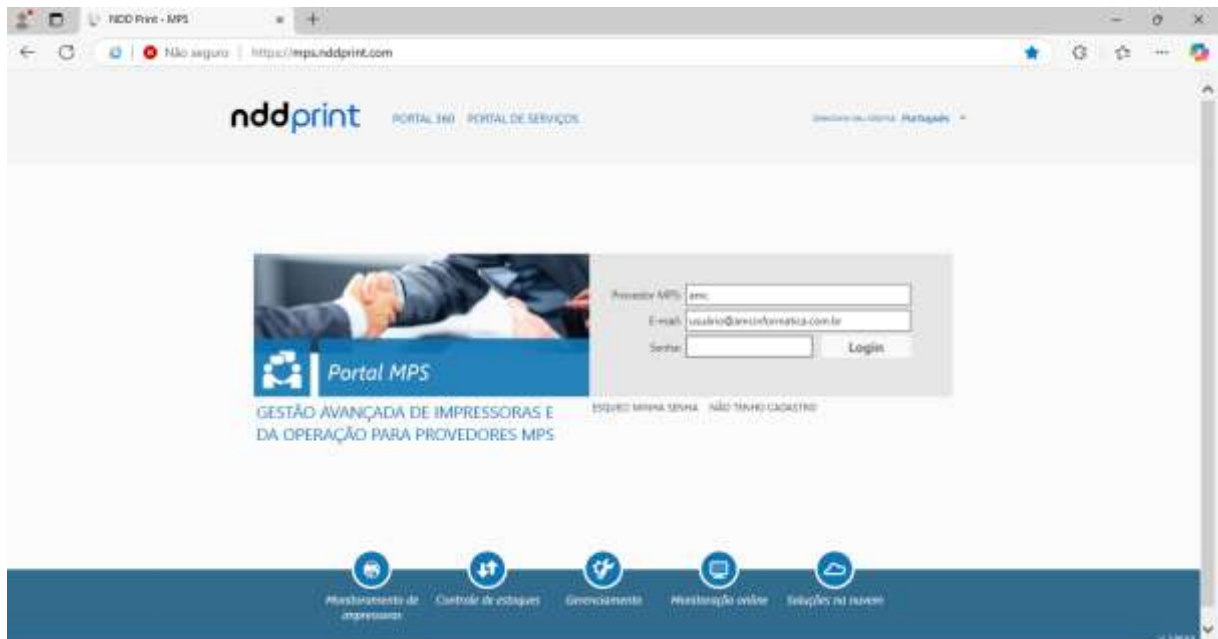 NDD Print - MPS
Não seguro https://mps.nddprint.com
nddprint PORTAL 360 PORTAL DE SERVIÇOS Português
Provedor MPS: amc
E-mail: usuário@amcinformatica.com.br
Senha: Login
Portal MPS
GESTÃO AVANÇADA DE IMPRESSORAS E
DA OPERAÇÃO PARA PROVEDORES MPS
ESQUECI MINHA SENHA NÃO TENHO CADASTRO
Monitoramento de
impressoras
Controle de estoques
Gerenciamento
Monitoração online
Soluções na nuvem